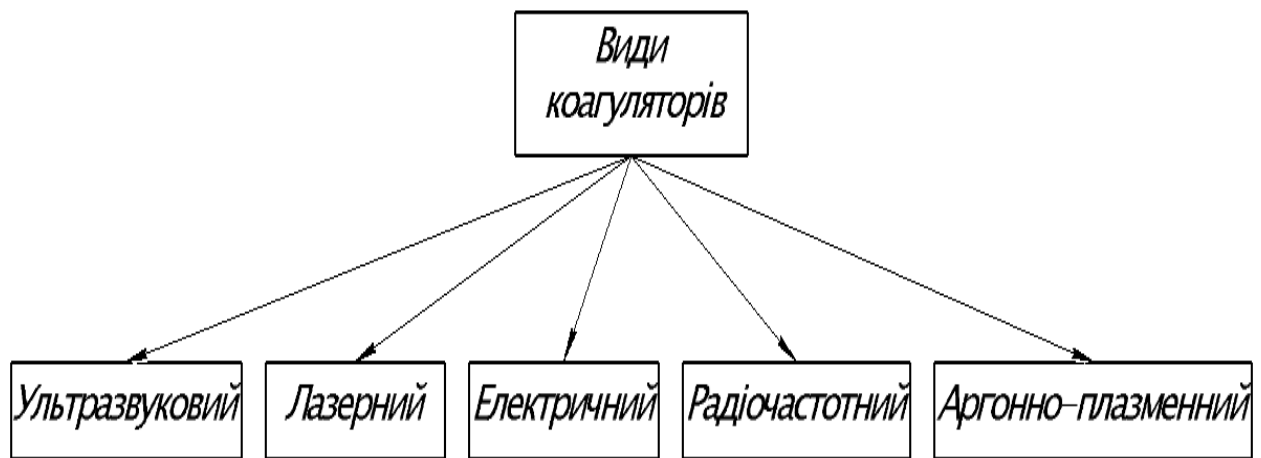 Види
коагуляторів
Ультразвуковий
Лазерний
Електричний
Радіочастотний
Аргонно-плазменний